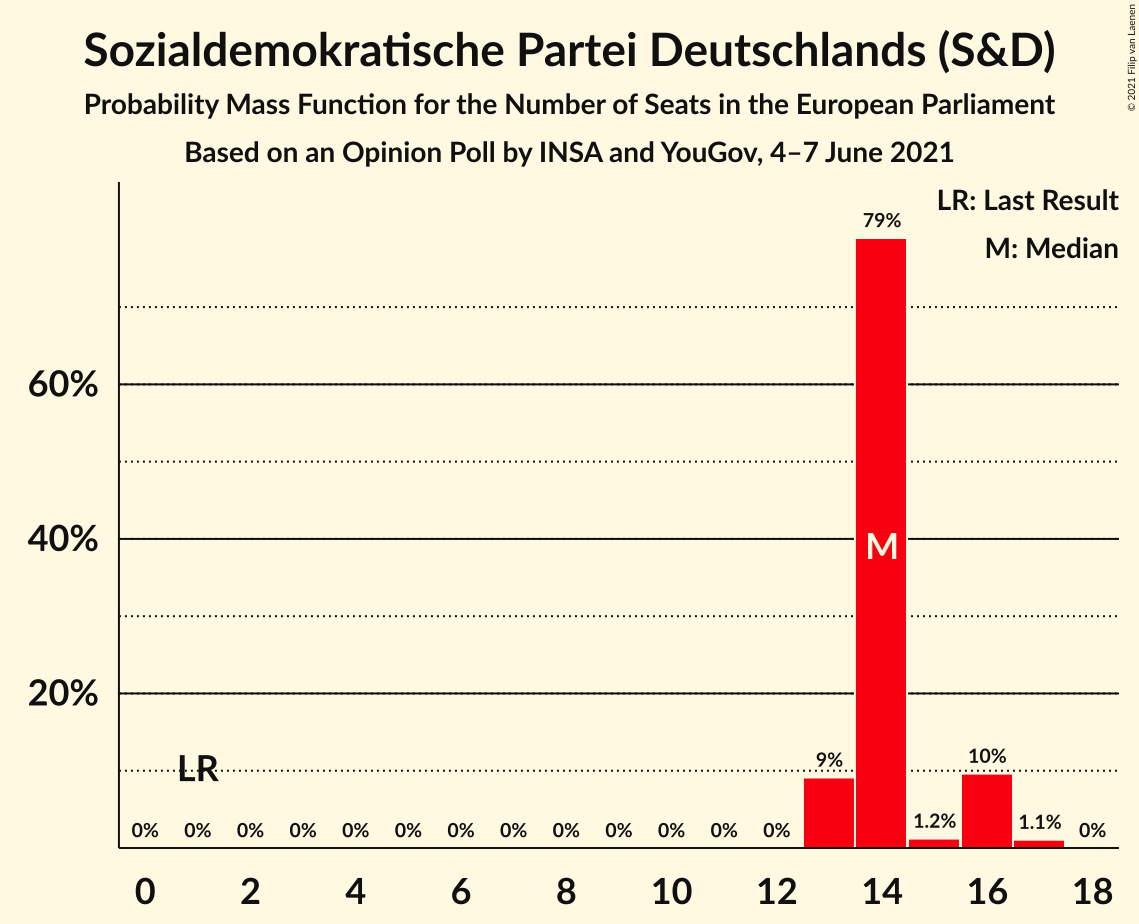 Sozialdemokratische Partei Deutschlands (S&D)
Probability Mass Function for the Number of Seats in the European Parliament
Based on an Opinion Poll by INSA and YouGov, 4–7 June 2021
© 2021 Filip van Laenen
LR: Last Result
M: Median
79%
60%
40%
M
20%
LR
9%
10%
0% 0% 0% 0% 0% 0% 0% 0% 0% 0% 0% 0% 0% 1.2% 1.1% 0%
0 2 4 6 8 10 12 14 16 18